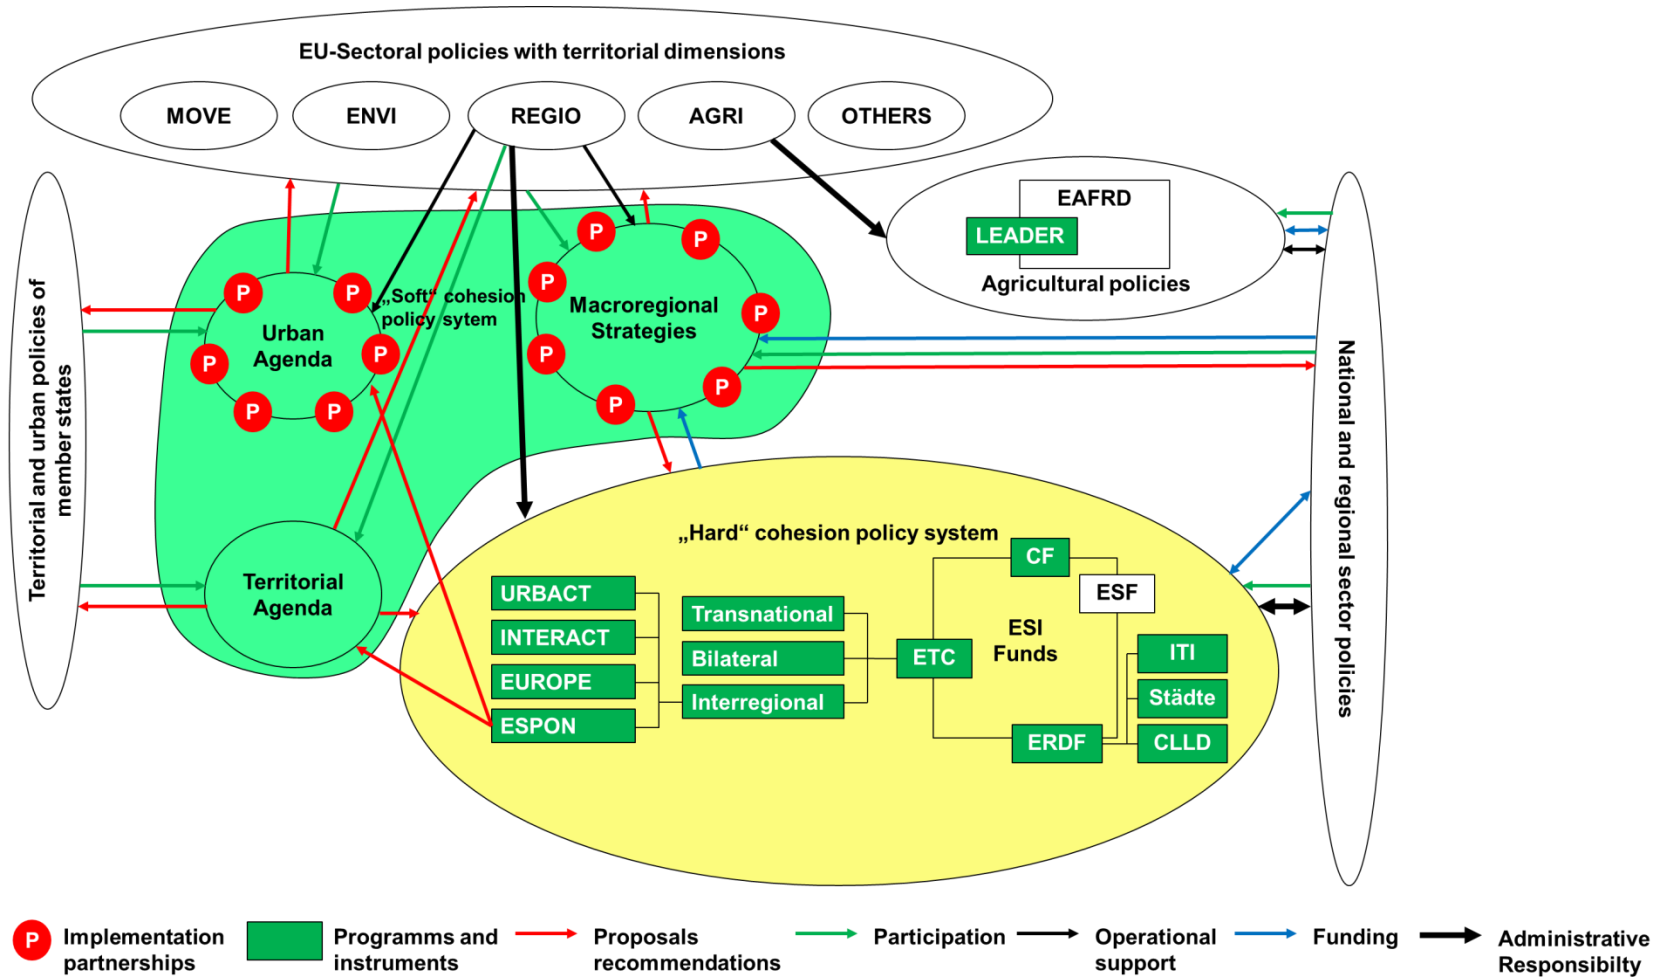 EU-Sectoral policies with territorial dimensions
MOVE
ENVI
REGIO
AGRI
OTHERS
EAFRD
LEADER
Agricultural policies
Territorial and urban policies of
member states
„Soft“ cohesion
policy sytem
P
P
P
P
P
P
Urban
Agenda
P
P
P
P
P
P
P
Macroregional
Strategies
Territorial
Agenda
National and regional sector policies
„Hard“ cohesion policy system
URBACT
INTERACT
EUROPE
ESPON
Transnational
Bilateral
Interregional
ETC
CF
ESF
ESI
Funds
ERDF
ITI
Städte
CLLD
P
Implementation
partnerships
Programms and
instruments
Proposals
recommendations
Participation
Operational
support
Funding
Administrative
Responsibilty